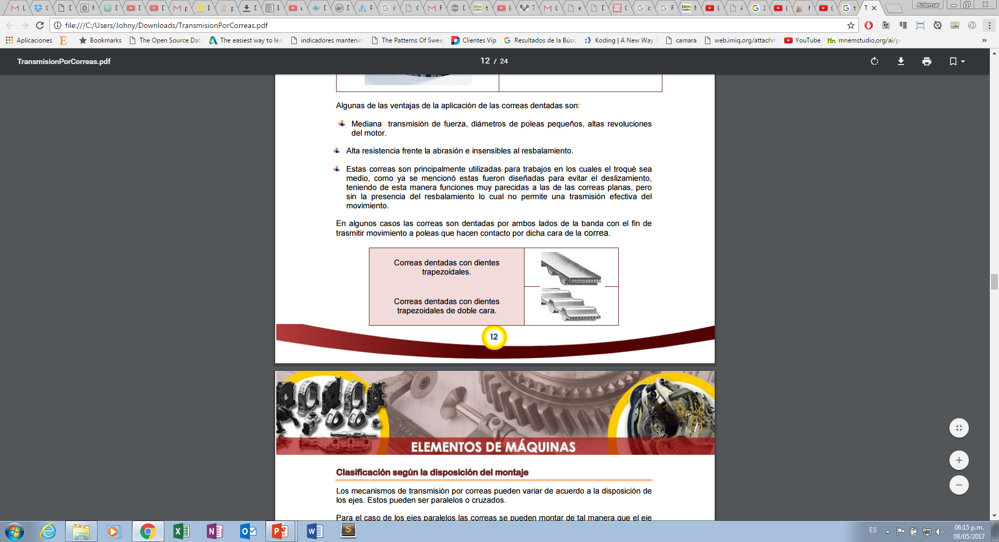 Aldemar
file:///C:/Users/Johny/Downloads/TransmisionPorCorreas.pdf
Aplicaciones
Bookmarks
The Open Source Dat
The easiest way to lea
indicadores mantenim
The Patterns Of Sweep
Clientes Vip
Resultados de la Búsq
Koding | A New Way
camara
web.imiq.org/attachm
YouTube
mnemstudio.org/ai/p
»
TransmisionPorCorreas.pdf
12 / 24
Algunas de las ventajas de la aplicación de las correas dentadas son:
Mediana transmisión de fuerza, diámetros de poleas pequeños, altas revoluciones
del motor.
Alta resistencia frente la abrasión e insensibles al resbalamiento.
Estas correas son principalmente utilizadas para trabajos en los cuales el troqué sea
medio, como ya se mencionó estas fueron diseñadas para evitar el deslizamiento,
teniendo de esta manera funciones muy parecidas a las de las correas planas, pero
sin la presencia del resbalamiento lo cual no permite una trasmisión efectiva del
movimiento.
En algunos casos las correas son dentadas por ambos lados de la banda con el fin de
trasmitir movimiento a poleas que hacen contacto por dicha cara de la correa.
Correas dentadas con dientes
trapezoidales.
Correas dentadas con dientes
trapezoidales de doble cara.
12
ELEMENTOS DE MÁQUINAS
Clasificación según la disposición del montaje
Los mecanismos de transmisión por correas pueden variar de acuerdo a la disposición de
los ejes. Estos pueden ser paralelos o cruzados.
Para el caso de los ejes paralelos las correas se pueden montar de tal manera que el eje
ES
06:15 p.m.
08/05/2017